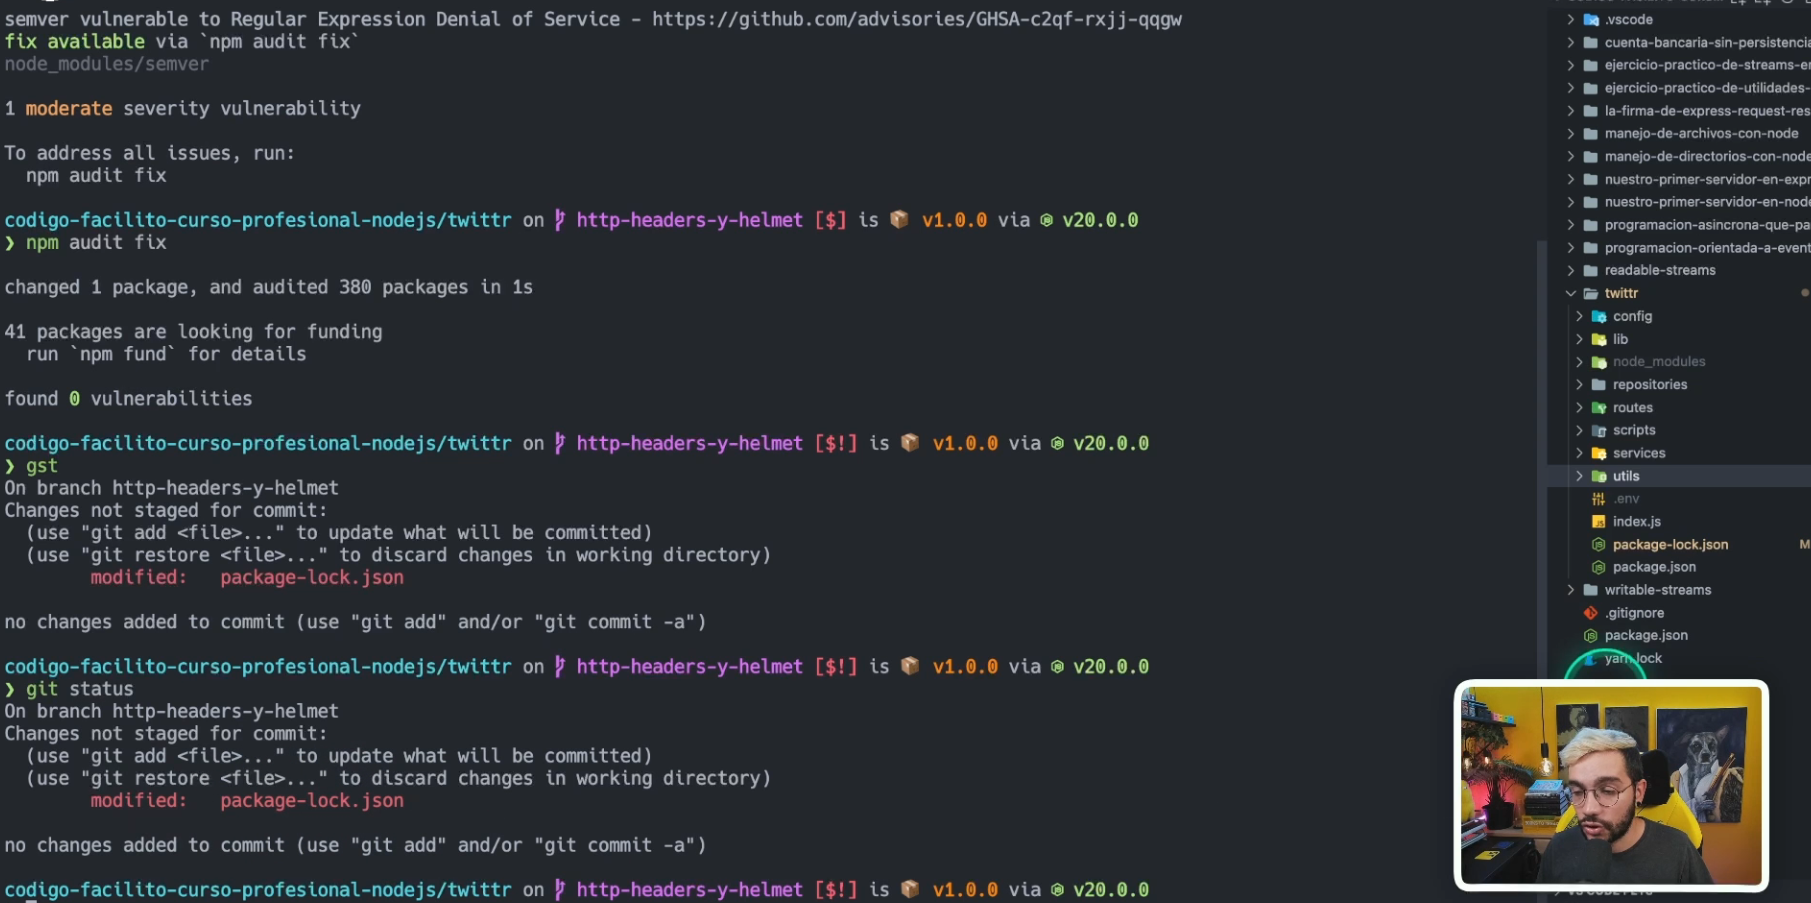 semver vulnerable to Regular Expression Denial of Service - https://github.com/advisories/GHSA-c2qf-rxjj-qqgw
fix available via `npm audit fix`
node_modules/semver
1 moderate severity vulnerability
To address all issues, run:
npm audit fix
codigo-facilito-curso-profesional-nodejs/twittr on http-headers-y-helmet [$] is v1.0.0 via v20.0.0
❯ npm audit fix
changed 1 package, and audited 380 packages in 1s
41 packages are looking for funding
run `npm fund` for details
found 0 vulnerabilities
codigo-facilito-curso-profesional-nodejs/twittr on http-headers-y-helmet [$!] is v1.0.0 via v20.0.0
❯ gst
On branch http-headers-y-helmet
Changes not staged for commit:
(use "git add <file>..." to update what will be committed)
(use "git restore <file>..." to discard changes in working directory)
modified: package-lock.json
no changes added to commit (use "git add" and/or "git commit -a")
codigo-facilito-curso-profesional-nodejs/twittr on http-headers-y-helmet [$!] is v1.0.0 via v20.0.0
❯ git status
On branch http-headers-y-helmet
Changes not staged for commit:
(use "git add <file>..." to update what will be committed)
(use "git restore <file>..." to discard changes in working directory)
modified: package-lock.json
no changes added to commit (use "git add" and/or "git commit -a")
codigo-facilito-curso-profesional-nodejs/twittr on http-headers-y-helmet [$!] is v1.0.0 via v20.0.0
.vscode
cuenta-bancaria-sin-persistencia
ejercicio-practico-de-streams-e
ejercicio-practico-de-utilidades-
la-firma-de-express-request-res
manejo-de-archivos-con-node
manejo-de-directorios-con-node
nuestro-primer-servidor-en-expr
nuestro-primer-servidor-en-node
programacion-asincrona-que-pa
programacion-orientada-a-event
readable-streams
twittr
config
lib
node_modules
repositories
routes
scripts
services
utils
.env
index.js
package-lock.json M
package.json
writable-streams
.gitignore
package.json
yarn.lock